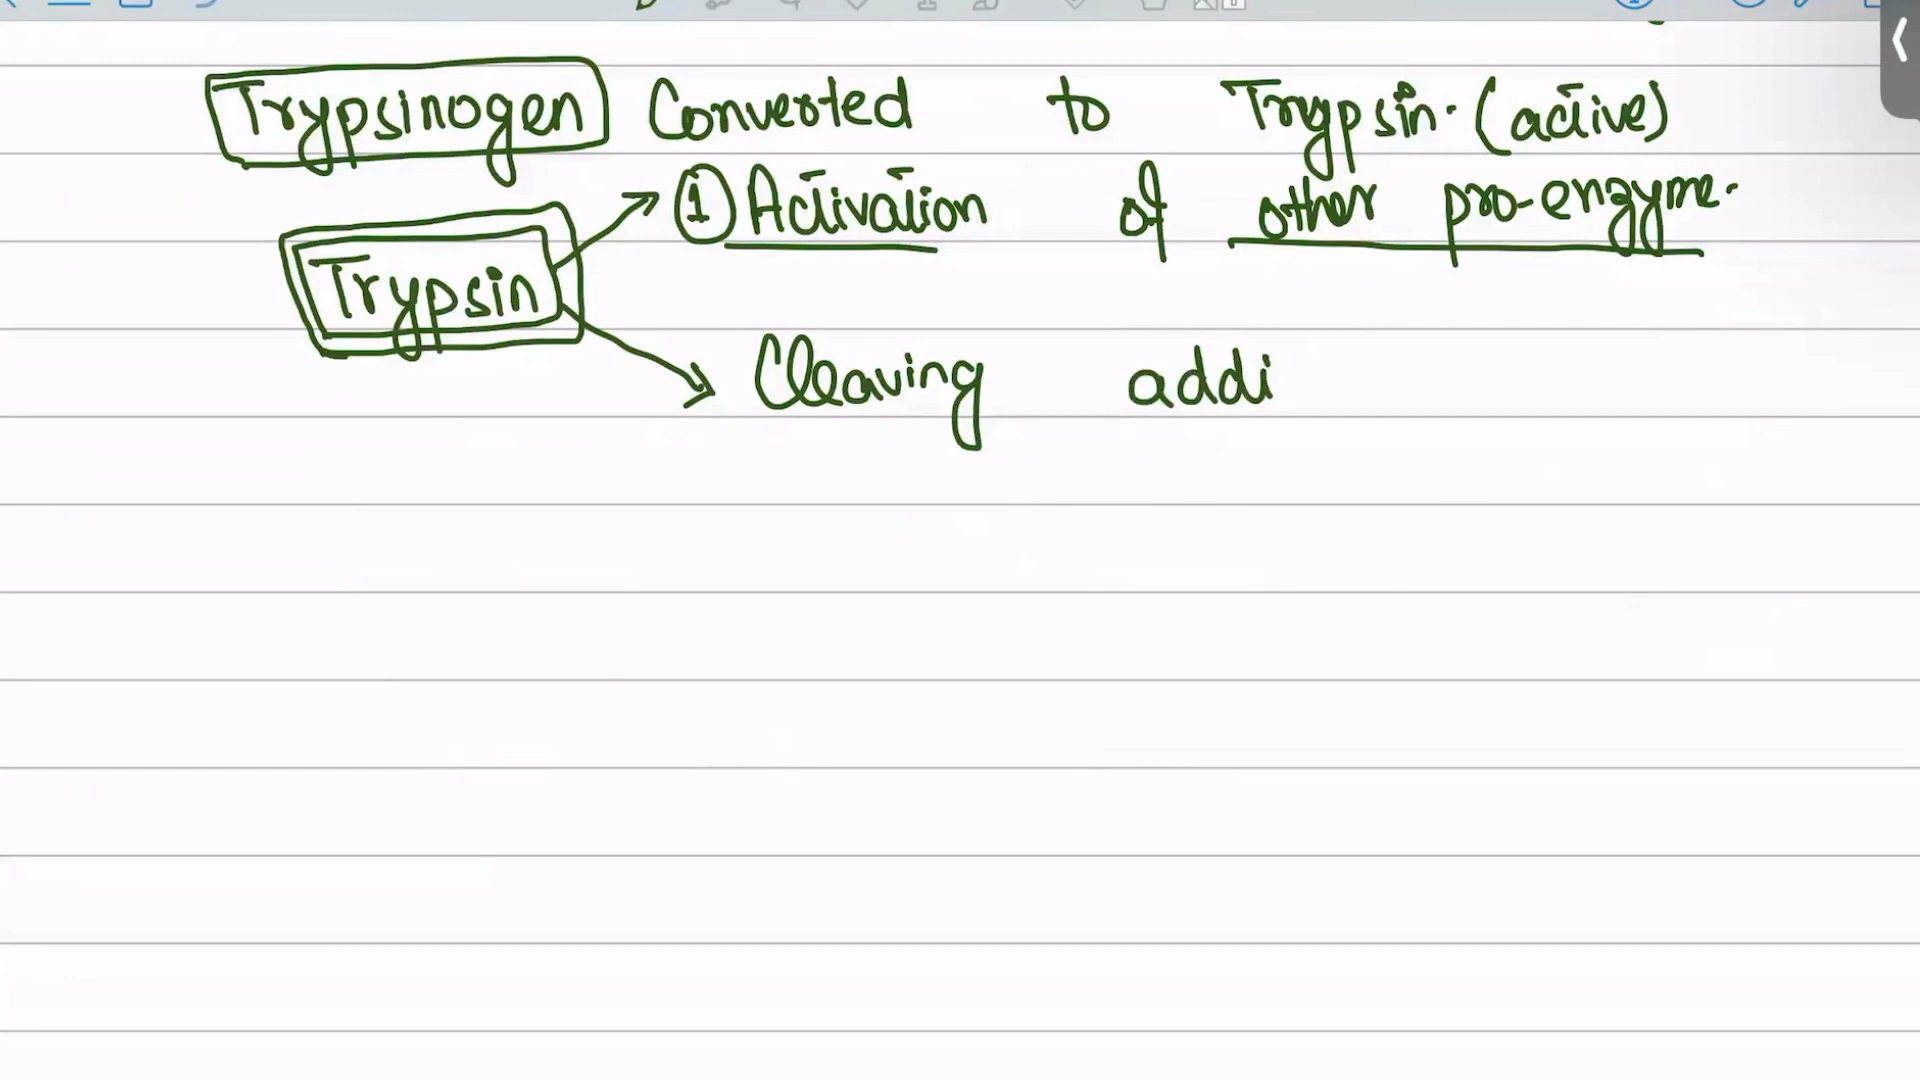 Trypsinogen Converted to Trypsin. (active)
① Activation of other pro-enzyme.
Trypsin
Cleaving addi